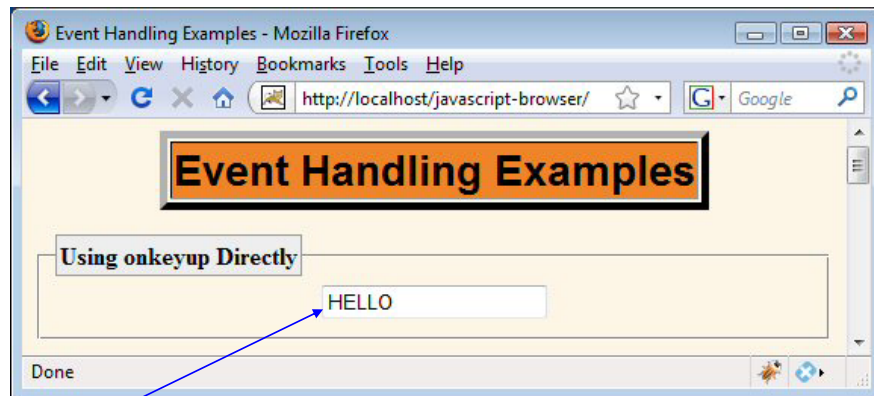 Event Handling Examples - Mozilla Firefox
File Edit View History Bookmarks Tools Help
http://localhost/javascript-browser/ G Google
Event Handling Examples
Using onkeyup Directly
HELLO
Done